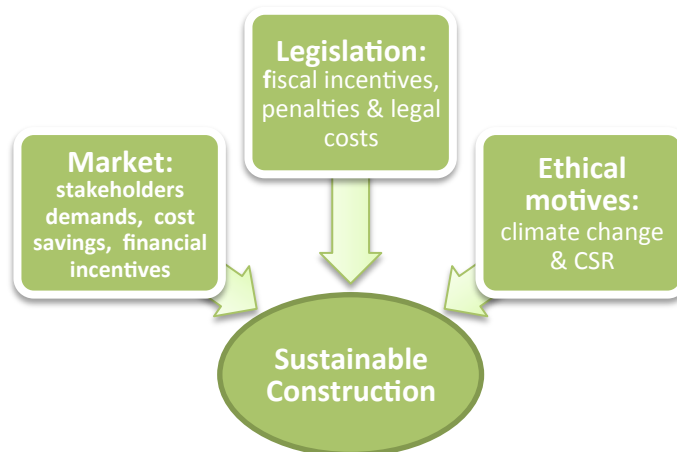 Legislation:
fiscal incentives,
penalties & legal
costs
Market:
stakeholders
demands, cost
savings, financial
incentives
Ethical
motives:
climate change
& CSR
Sustainable
Construction